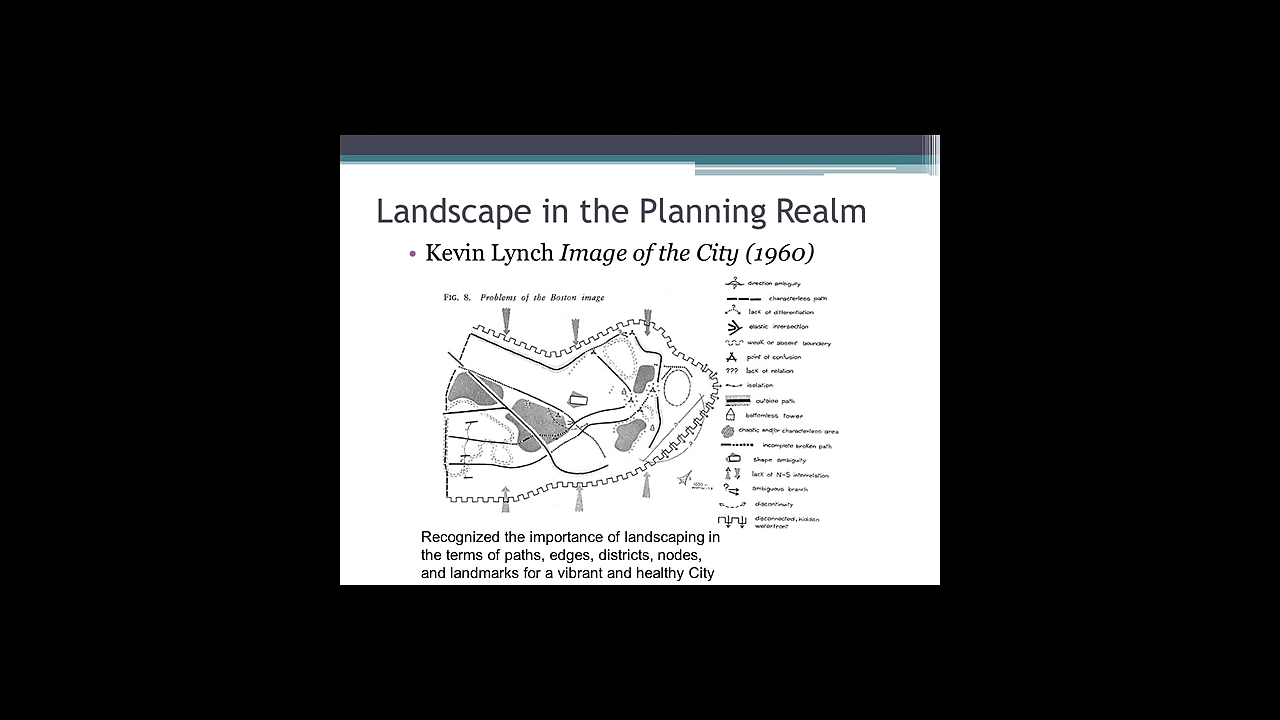 Landscape in the Planning Realm
• Kevin Lynch Image of the City (1960)
FIG. 8. Problems of the Boston image
direction ambiguity
characterless path
lack of differentiation
elastic intersection
weak or absent boundary
point of confusion
??? lack of relation
isolation
outside path
bottomless tower
chaotic and/or characterless area
incomplete broken path
shape ambiguity
lack of N-S interrelation
ambiguous branch
discontinuity
disconnected, hidden
waterfront
Recognized the importance of landscaping in
the terms of paths, edges, districts, nodes,
and landmarks for a vibrant and healthy City